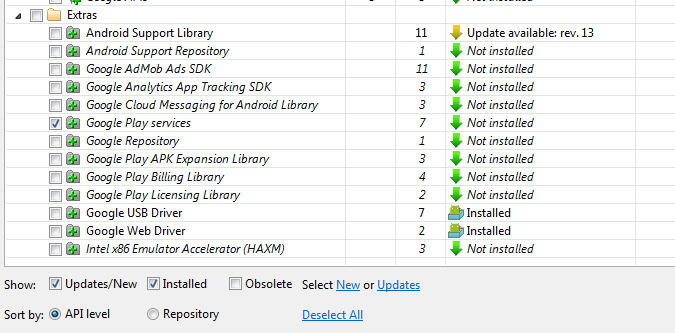 Extras
Android Support Library 11 Update available: rev. 13
Android Support Repository 1 Not installed
Google AdMob Ads SDK 11 Not installed
Google Analytics App Tracking SDK 3 Not installed
Google Cloud Messaging for Android Library 3 Not installed
Google Play services 7 Not installed
Google Repository 1 Not installed
Google Play APK Expansion Library 3 Not installed
Google Play Billing Library 4 Not installed
Google Play Licensing Library 2 Not installed
Google USB Driver 7 Installed
Google Web Driver 2 Installed
Intel x86 Emulator Accelerator (HAXM) 3 Not installed
Show: Updates/New Installed Obsolete Select New or Updates
Sort by: API level Repository Deselect All